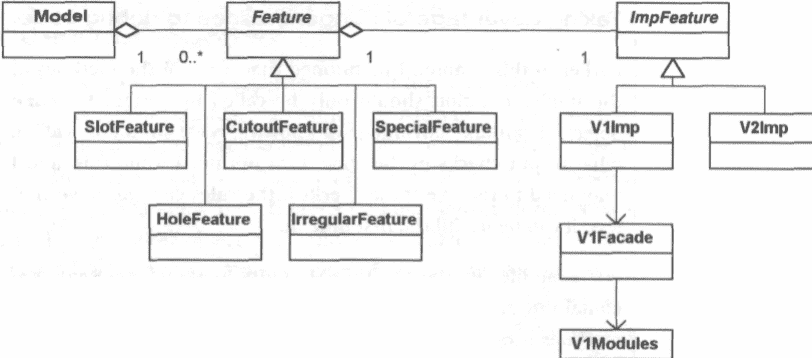 Model
Feature
ImpFeature
1
0..*
1
1
SlotFeature
CutoutFeature
SpecialFeature
V1Imp
V2Imp
HoleFeature
IrregularFeature
V1Facade
V1Modules